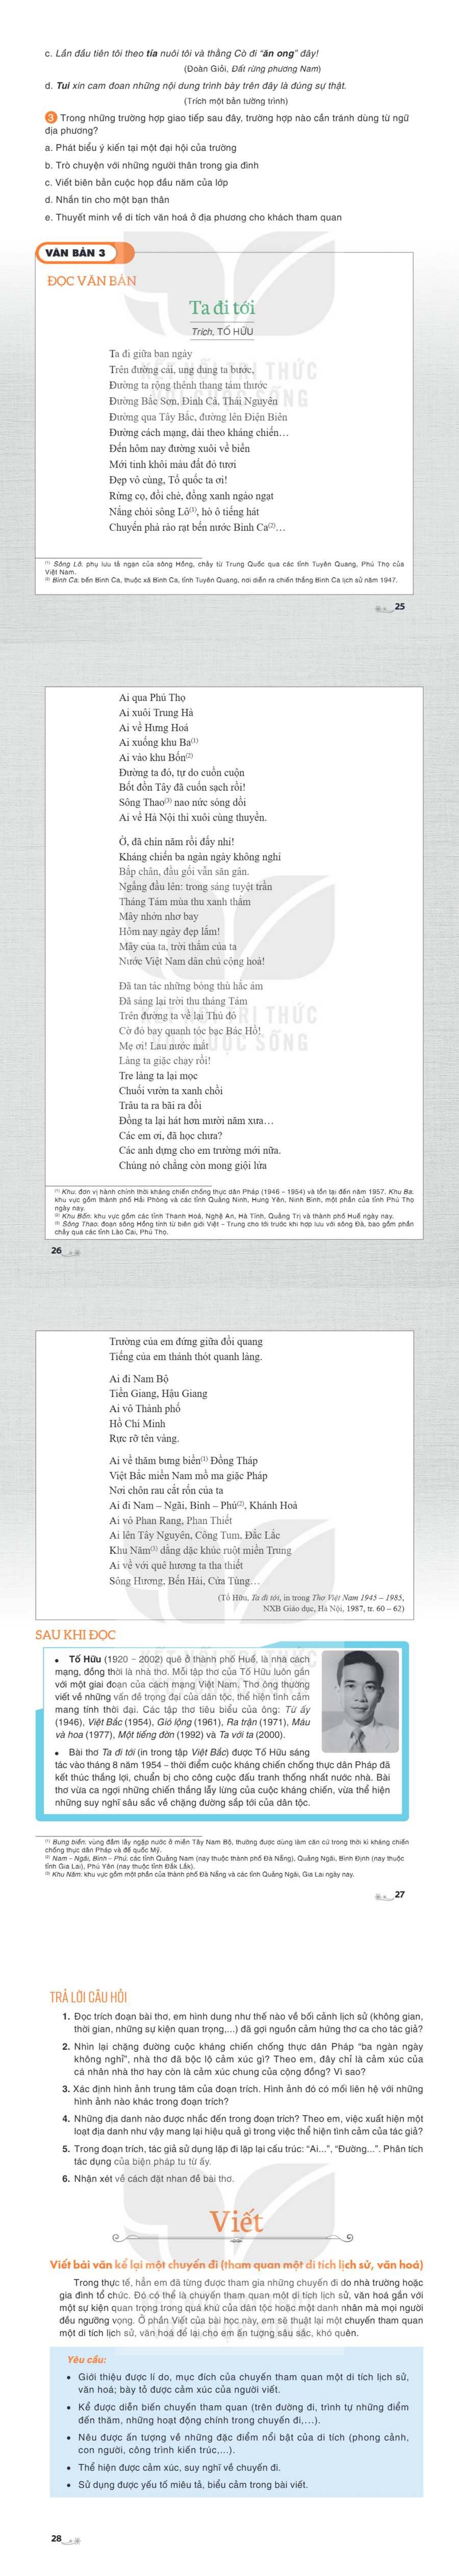 c. Lần đầu tiên tôi theo tía nuôi tôi và thằng Cò đi “ăn ong” đây!
(Đoàn Giỏi, Đất rừng phương Nam)
d. Tui xin cam đoan những nội dung trình bày trên đây là đúng sự thật.
(Trích một bản tường trình)
3 Trong những trường hợp giao tiếp sau đây, trường hợp nào cần tránh dùng từ ngữ
địa phương?
a. Phát biểu ý kiến tại một đại hội của trường
b. Trò chuyện với những người thân trong gia đình
c. Viết biên bản cuộc họp đầu năm của lớp
d. Nhắn tin cho một bạn thân
e. Thuyết minh về di tích văn hoá ở địa phương cho khách tham quan
VĂN BẢN 3
ĐỌC VĂN BẢN
Ta đi tới
Trích, TỐ HỮU
Ta đi giữa ban ngày
Trên đường cái, ung dung ta bước,
Đường ta rộng thênh thang tám thước
Đường Bắc Sơn, Đình Cả, Thái Nguyên
Đường qua Tây Bắc, đường lên Điện Biên
Đường cách mạng, dài theo kháng chiến…
Đến hôm nay đường xuôi về biển
Mới tinh khôi màu đất đỏ tươi
Đẹp vô cùng, Tổ quốc ta ơi!
Rừng cọ, đồi chè, đồng xanh ngào ngạt
Nắng chói sông Lô(1), hò ô tiếng hát
Chuyến phà rào rạt bến nước Bình Ca(2)…
(1) Sông Lô: phụ lưu tả ngạn của sông Hồng, chảy từ Trung Quốc qua các tỉnh Tuyên Quang, Phú Thọ của
Việt Nam.
(2) Bình Ca: bến Bình Ca, thuộc xã Bình Ca, tỉnh Tuyên Quang, nơi diễn ra chiến thắng Bình Ca lịch sử năm 1947.
25
Ai qua Phú Thọ
Ai xuôi Trung Hà
Ai về Hưng Hoá
Ai xuống khu Ba(1)
Ai vào khu Bốn(2)
Đường ta đó, tự do cuồn cuộn
Bốt đồn Tây đã cuốn sạch rồi!
Sông Thao(3) nao nức sóng dồi
Ai về Hà Nội thì xuôi cùng thuyền.
Ờ, đã chín năm rồi đấy nhỉ!
Kháng chiến ba ngàn ngày không nghỉ
Bắp chân, đầu gối vẫn săn gân.
Ngẩng đầu lên: trong sáng tuyệt trần
Tháng Tám mùa thu xanh thắm
Mây nhởn nhơ bay
Hôm nay ngày đẹp lắm!
Mây của ta, trời thắm của ta
Nước Việt Nam dân chủ cộng hoà!
Đã tan tác những bóng thù hắc ám
Đã sáng lại trời thu tháng Tám
Trên đường ta về lại Thủ đô
Cờ đỏ bay quanh tóc bạc Bác Hồ!
Mẹ ơi! Lau nước mắt
Làng ta giặc chạy rồi!
Tre làng ta lại mọc
Chuối vườn ta xanh chồi
Trâu ta ra bãi ra đồi
Đồng ta lại hát hơn mười năm xưa…
Các em ơi, đã học chưa?
Các anh dựng cho em trường mới nữa.
Chúng nó chẳng còn mong giội lửa
(1) Khu: đơn vị hành chính thời kháng chiến chống thực dân Pháp (1946 – 1954) và tồn tại đến năm 1957. Khu Ba:
khu vực gồm thành phố Hải Phòng và các tỉnh Quảng Ninh, Hưng Yên, Ninh Bình, một phần của tỉnh Phú Thọ
ngày nay.
(2) Khu Bốn: khu vực gồm các tỉnh Thanh Hoá, Nghệ An, Hà Tĩnh, Quảng Trị và thành phố Huế ngày nay.
(3) Sông Thao: đoạn sông Hồng tính từ biên giới Việt – Trung cho tới trước khi hợp lưu với sông Đà, bao gồm phần
chảy qua các tỉnh Lào Cai, Phú Thọ.
26
Trường của em đứng giữa đồi quang
Tiếng của em thánh thót quanh làng.
Ai đi Nam Bộ
Tiền Giang, Hậu Giang
Ai vô Thành phố
Hồ Chí Minh
Rực rỡ tên vàng.
Ai về thăm bưng biền(1) Đồng Tháp
Việt Bắc miền Nam mồ ma giặc Pháp
Nơi chôn rau cắt rốn của ta
Ai đi Nam – Ngãi, Bình – Phú(2), Khánh Hoà
Ai vô Phan Rang, Phan Thiết
Ai lên Tây Nguyên, Công Tum, Đắc Lắc
Khu Năm(3) dằng dặc khúc ruột miền Trung
Ai về với quê hương ta tha thiết
Sông Hương, Bến Hải, Cửa Tùng…
(Tố Hữu, Ta đi tới, in trong Thơ Việt Nam 1945 – 1985,
NXB Giáo dục, Hà Nội, 1987, tr. 60 – 62)
SAU KHI ĐỌC
• Tố Hữu (1920 – 2002) quê ở thành phố Huế, là nhà cách
mạng, đồng thời là nhà thơ. Mỗi tập thơ của Tố Hữu luôn gắn
với một giai đoạn của cách mạng Việt Nam. Thơ ông thường
viết về những vấn đề trọng đại của dân tộc, thể hiện tình cảm
mang tính thời đại. Các tập thơ tiêu biểu của ông: Từ ấy
(1946), Việt Bắc (1954), Gió lộng (1961), Ra trận (1971), Máu
và hoa (1977), Một tiếng đờn (1992) và Ta với ta (2000).
• Bài thơ Ta đi tới (in trong tập Việt Bắc) được Tố Hữu sáng
tác vào tháng 8 năm 1954 – thời điểm cuộc kháng chiến chống thực dân Pháp đã
kết thúc thắng lợi, chuẩn bị cho công cuộc đấu tranh thống nhất nước nhà. Bài
thơ vừa ca ngợi những chiến thắng lẫy lừng của cuộc kháng chiến, vừa thể hiện
những suy nghĩ sâu sắc về chặng đường sắp tới của dân tộc.
(1) Bưng biền: vùng đầm lầy ngập nước ở miền Tây Nam Bộ, thường được dùng làm căn cứ trong thời kì kháng chiến
chống thực dân Pháp và đế quốc Mỹ.
(2) Nam – Ngãi, Bình – Phú: các tỉnh Quảng Nam (nay thuộc thành phố Đà Nẵng), Quảng Ngãi, Bình Định (nay thuộc
tỉnh Gia Lai), Phú Yên (nay thuộc tỉnh Đắk Lắk).
(3) Khu Năm: khu vực gồm một phần của thành phố Đà Nẵng và các tỉnh Quảng Ngãi, Gia Lai ngày nay.
27
TRẢ LỜI CÂU HỎI
1. Đọc trích đoạn bài thơ, em hình dung như thế nào về bối cảnh lịch sử (không gian,
thời gian, những sự kiện quan trọng,...) đã gợi nguồn cảm hứng thơ ca cho tác giả?
2. Nhìn lại chặng đường cuộc kháng chiến chống thực dân Pháp “ba ngàn ngày
không nghỉ”, nhà thơ đã bộc lộ cảm xúc gì? Theo em, đây chỉ là cảm xúc của
cá nhân nhà thơ hay còn là cảm xúc chung của cộng đồng? Vì sao?
3. Xác định hình ảnh trung tâm của đoạn trích. Hình ảnh đó có mối liên hệ với những
hình ảnh nào khác trong đoạn trích?
4. Những địa danh nào được nhắc đến trong đoạn trích? Theo em, việc xuất hiện một
loạt địa danh như vậy mang lại hiệu quả gì trong việc thể hiện tình cảm của tác giả?
5. Trong đoạn trích, tác giả sử dụng lặp đi lặp lại cấu trúc: “Ai...”, “Đường...”. Phân tích
tác dụng của biện pháp tu từ ấy.
6. Nhận xét về cách đặt nhan đề bài thơ.
Viết
Viết bài văn kể lại một chuyến đi (tham quan một di tích lịch sử, văn hoá)
Trong thực tế, hẳn em đã từng được tham gia những chuyến đi do nhà trường hoặc
gia đình tổ chức. Đó có thể là chuyến tham quan một di tích lịch sử, văn hoá gắn với
một sự kiện quan trọng trong quá khứ của dân tộc hoặc một danh nhân mà mọi người
đều ngưỡng vọng. Ở phần Viết của bài học này, em sẽ thuật lại một chuyến tham quan
một di tích lịch sử, văn hoá để lại cho em ấn tượng sâu sắc, khó quên.
Yêu cầu:
• Giới thiệu được lí do, mục đích của chuyến tham quan một di tích lịch sử,
văn hoá; bày tỏ được cảm xúc của người viết.
• Kể được diễn biến chuyến tham quan (trên đường đi, trình tự những điểm
đến thăm, những hoạt động chính trong chuyến đi,...).
• Nêu được ấn tượng về những đặc điểm nổi bật của di tích (phong cảnh,
con người, công trình kiến trúc,...).
• Thể hiện được cảm xúc, suy nghĩ về chuyến đi.
• Sử dụng được yếu tố miêu tả, biểu cảm trong bài viết.
28